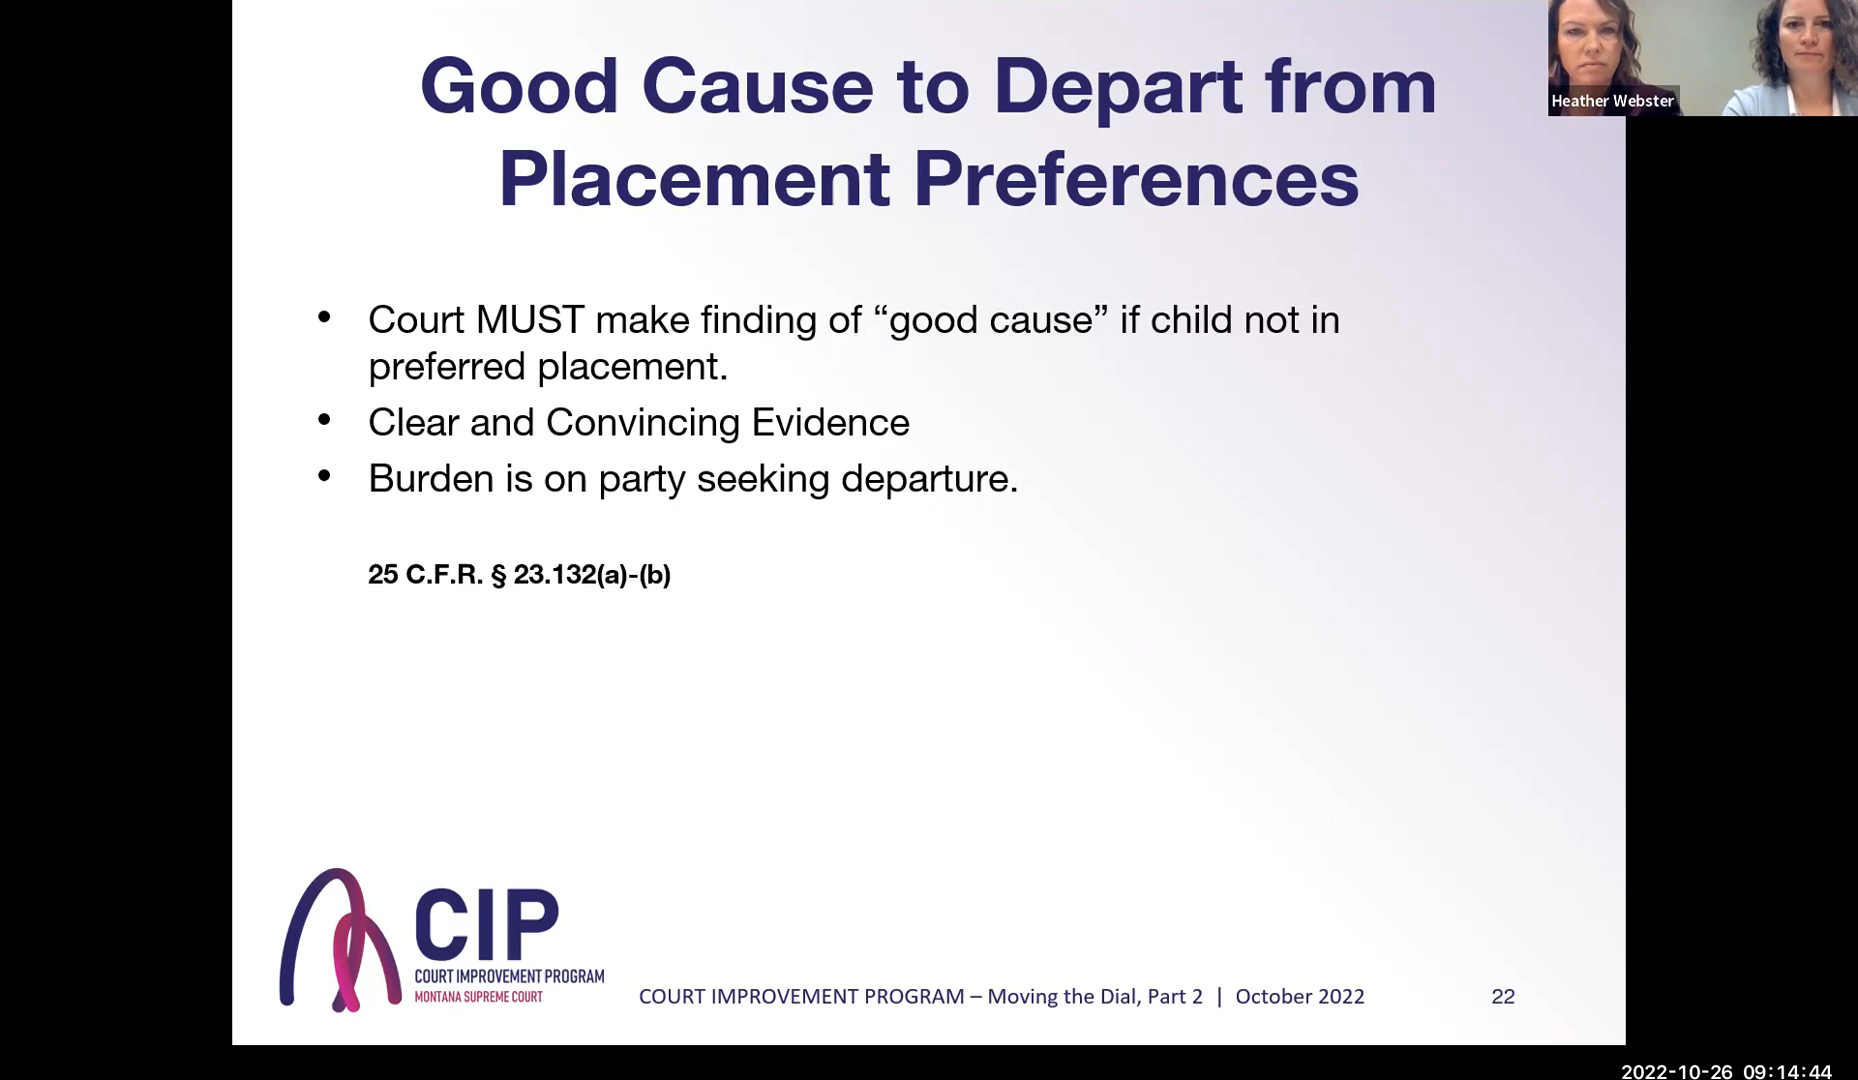 Good Cause to Depart from
Placement Preferences
Heather Webster
• Court MUST make finding of “good cause” if child not in
preferred placement.
• Clear and Convincing Evidence
• Burden is on party seeking departure.
25 C.F.R. § 23.132(a)-(b)
CIP
COURT IMPROVEMENT PROGRAM
MONTANA SUPREME COURT
COURT IMPROVEMENT PROGRAM – Moving the Dial, Part 2 | October 2022
22
2022-10-26 09:14:44